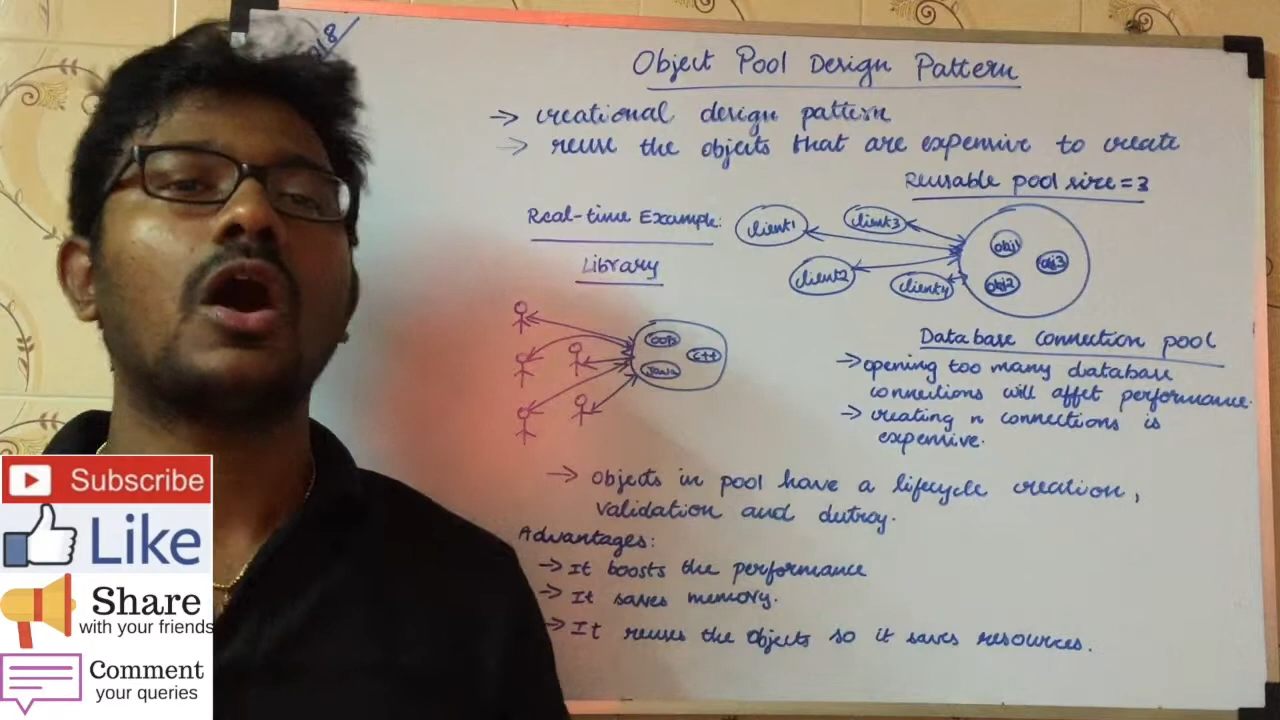 Object Pool Design Pattern
→ creational design pattern
→ reuse the objects that are expensive to create
Reusable pool size = 3
Real-time Example:
Library
client1
client3
client2
client4
obj1
obj3
obj2
OOP
C++
Java
Database Connection pool
→ opening too many database
connections will affet performance.
→ creating n connections is
expensive.
→ Objects in pool have a lifecycle creation,
validation and dutroy.
Advantages:
→ It boosts the performance
→ It saves memory.
→ It reuses the objects so it saves resources.
Subscribe
Like
Share
with your friends
Comment
your queries